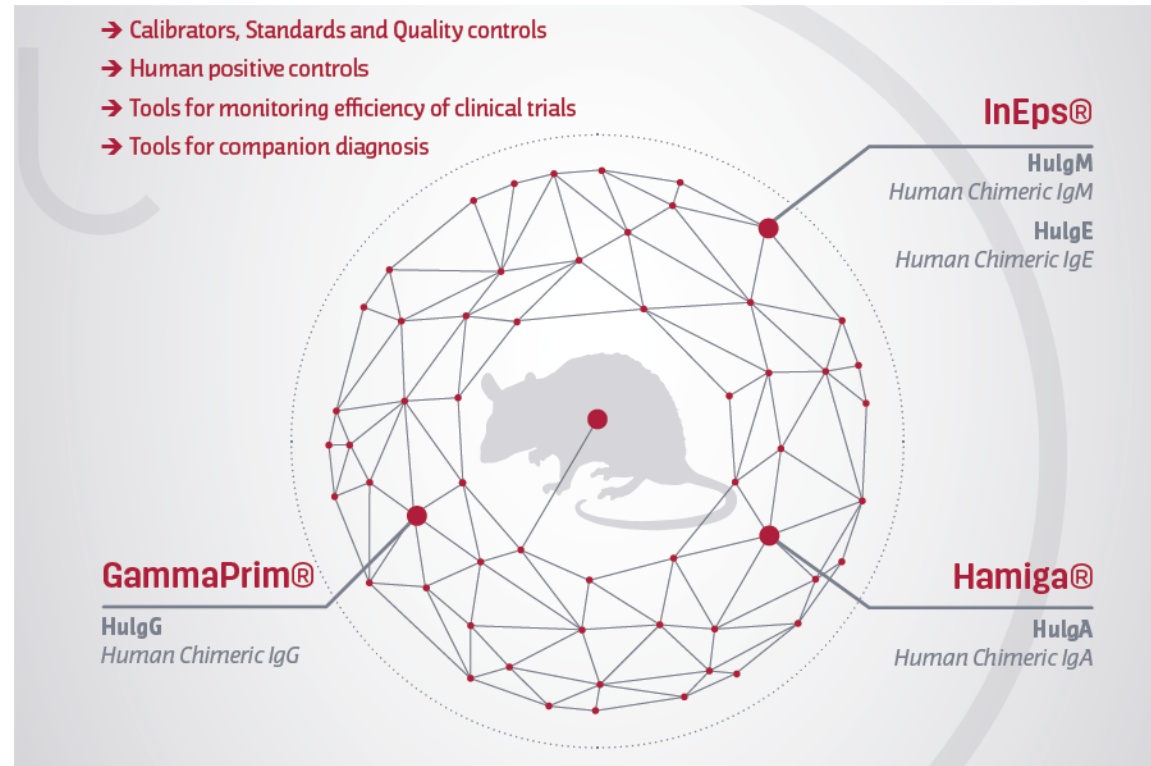 → Calibrators, Standards and Quality controls
→ Human positive controls
→ Tools for monitoring efficiency of clinical trials
→ Tools for companion diagnosis
InEps®
HuIgM
Human Chimeric IgM
HuIgE
Human Chimeric IgE
GammaPrim®
HuIgG
Human Chimeric IgG
Hamiga®
HuIgA
Human Chimeric IgA